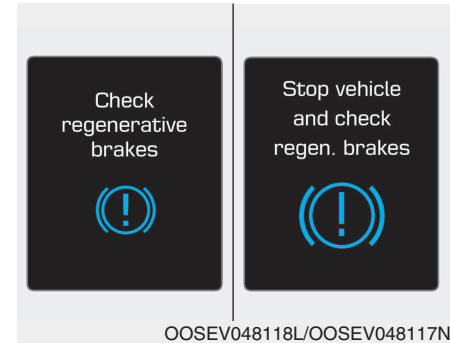 Check
regenerative
brakes
Stop vehicle
and check
regen. brakes
OOSEV048118L/OOSEV048117N